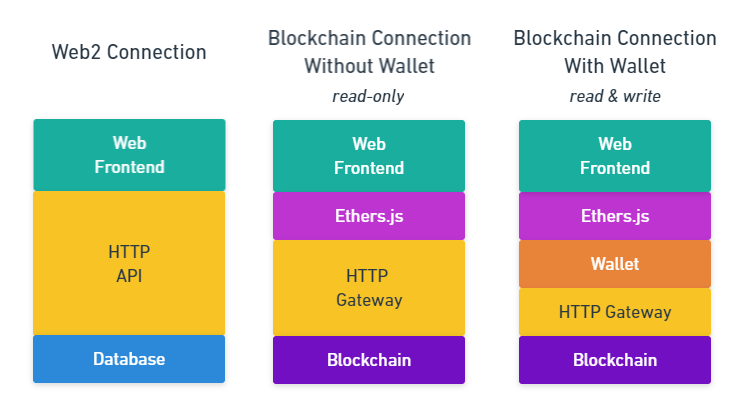 Web2 Connection
Blockchain Connection
Without Wallet
read-only
Blockchain Connection
With Wallet
read & write
Web
Frontend
HTTP
API
Database
Web
Frontend
Ethers.js
HTTP
Gateway
Blockchain
Web
Frontend
Ethers.js
Wallet
HTTP Gateway
Blockchain